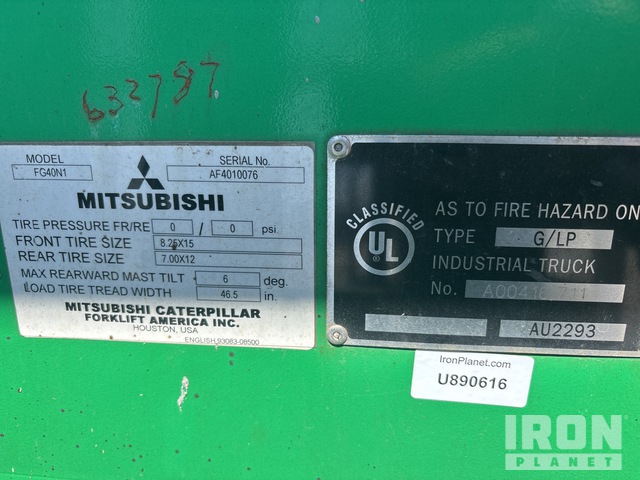 632787
MODEL SERIAL No.
FG40N1 AF4010076
MITSUBISHI
TIRE PRESSURE FR/RE 0 / 0 psi.
FRONT TIRE SIZE 8.25X15
REAR TIRE SIZE 7.00X12
MAX REARWARD MAST TILT 6 deg.
LOAD TIRE TREAD WIDTH 46.5 in.
MITSUBISHI CATERPILLAR
FORKLIFT AMERICA INC.
HOUSTON, USA
ENGLISH,93063-08500
CLASSIFIED
UL
AS TO FIRE HAZARD ON
TYPE G/LP
INDUSTRIAL TRUCK
No.
AU2293
IronPlanet.com
U890616
IRON
PLANET